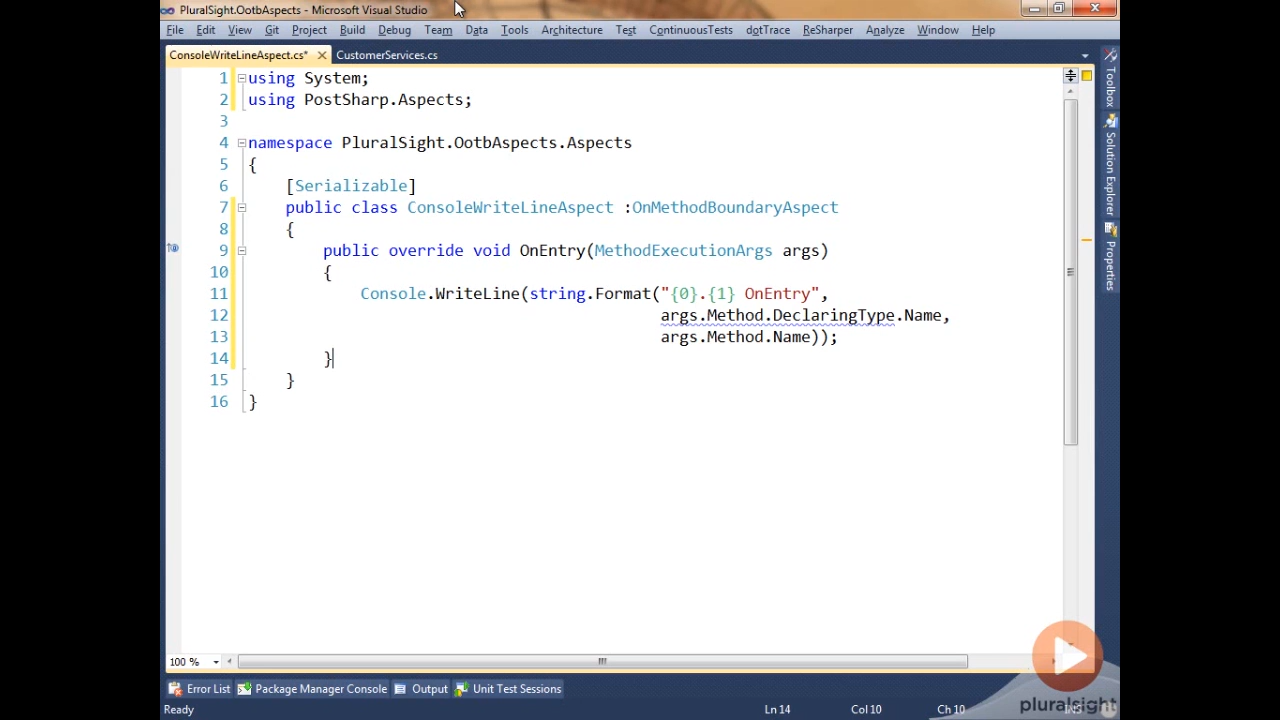 PluralSight.OotbAspects - Microsoft Visual Studio
File Edit View Git Project Build Debug Team Data Tools Architecture Test ContinuousTests dotTrace ReSharper Analyze Window Help
ConsoleWriteLineAspect.cs* CustomerServices.cs
1 using System;
2 using PostSharp.Aspects;
3
4 namespace PluralSight.OotbAspects.Aspects
5 {
6 [Serializable]
7 public class ConsoleWriteLineAspect :OnMethodBoundaryAspect
8 {
9 public override void OnEntry(MethodExecutionArgs args)
10 {
11 Console.WriteLine(string.Format("{0}.{1} OnEntry",
12 args.Method.DeclaringType.Name,
13 args.Method.Name));
14 }
15 }
16 }
Toolbox
Solution Explorer
Properties
100 %
Error List Package Manager Console Output Unit Test Sessions
Ready Ln 14 Col 10 Ch 10
pluralsight